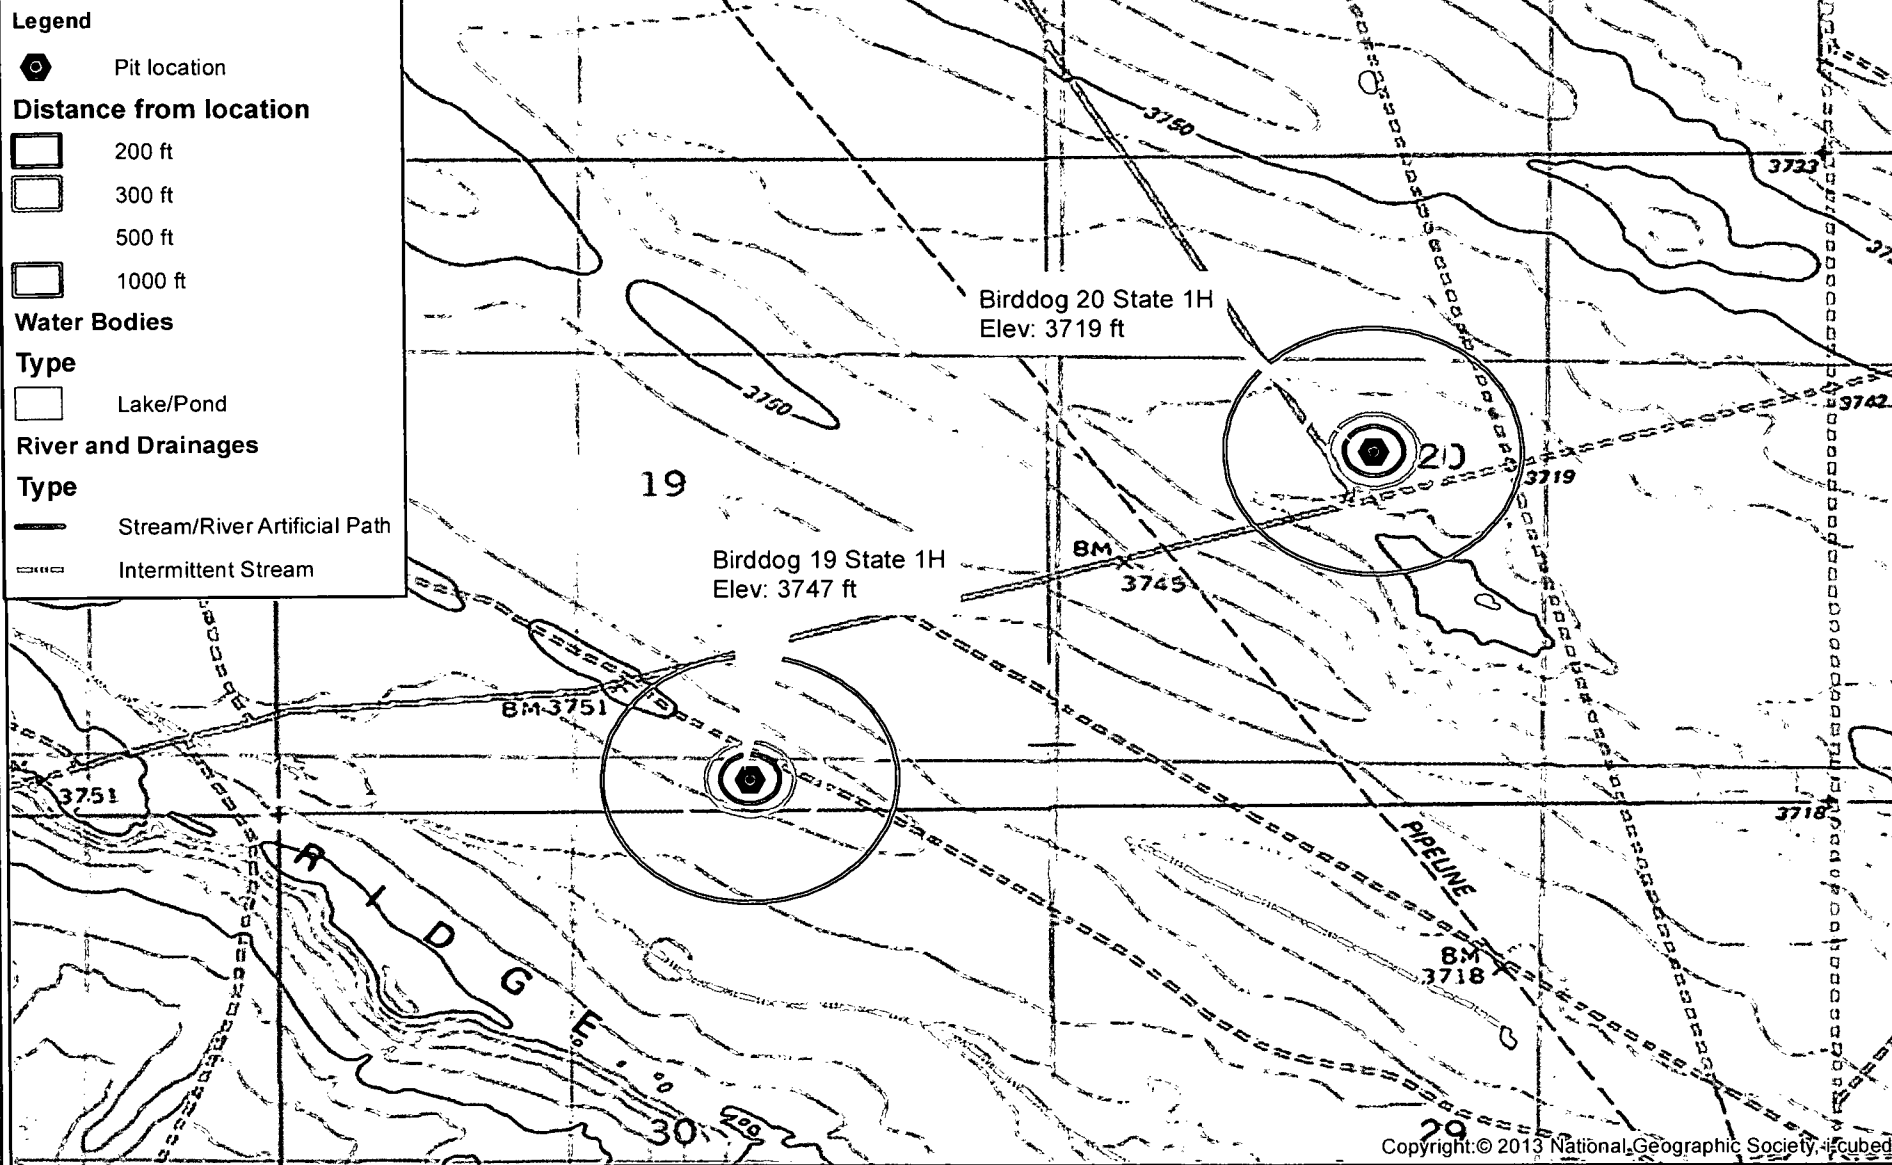 Legend
Pit location
Distance from location
200 ft
300 ft
500 ft
1000 ft
Water Bodies
Type
Lake/Pond
River and Drainages
Type
Stream/River Artificial Path
Intermittent Stream
3750
3733
Birddog 20 State 1H
Elev: 3719 ft
3750
3742
19
20
3719
BM
3745
Birddog 19 State 1H
Elev: 3747 ft
BM 3751
3751
3718
PIPELINE
RIDGE
BM
3718
30
29
Copyright:© 2013 National Geographic Society, i-cubed